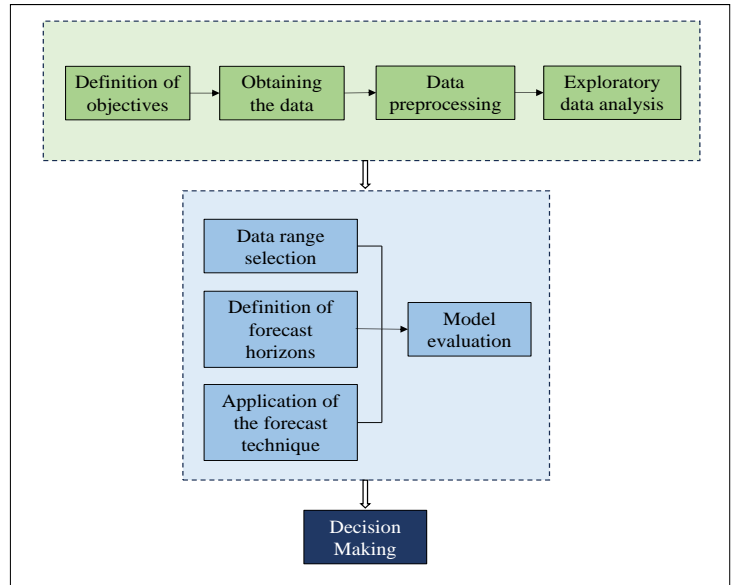 Definition of
objectives
Obtaining
the data
Data
preprocessing
Exploratory
data analysis
Data range
selection
Definition of
forecast
horizons
Application of
the forecast
technique
Model
evaluation
Decision
Making